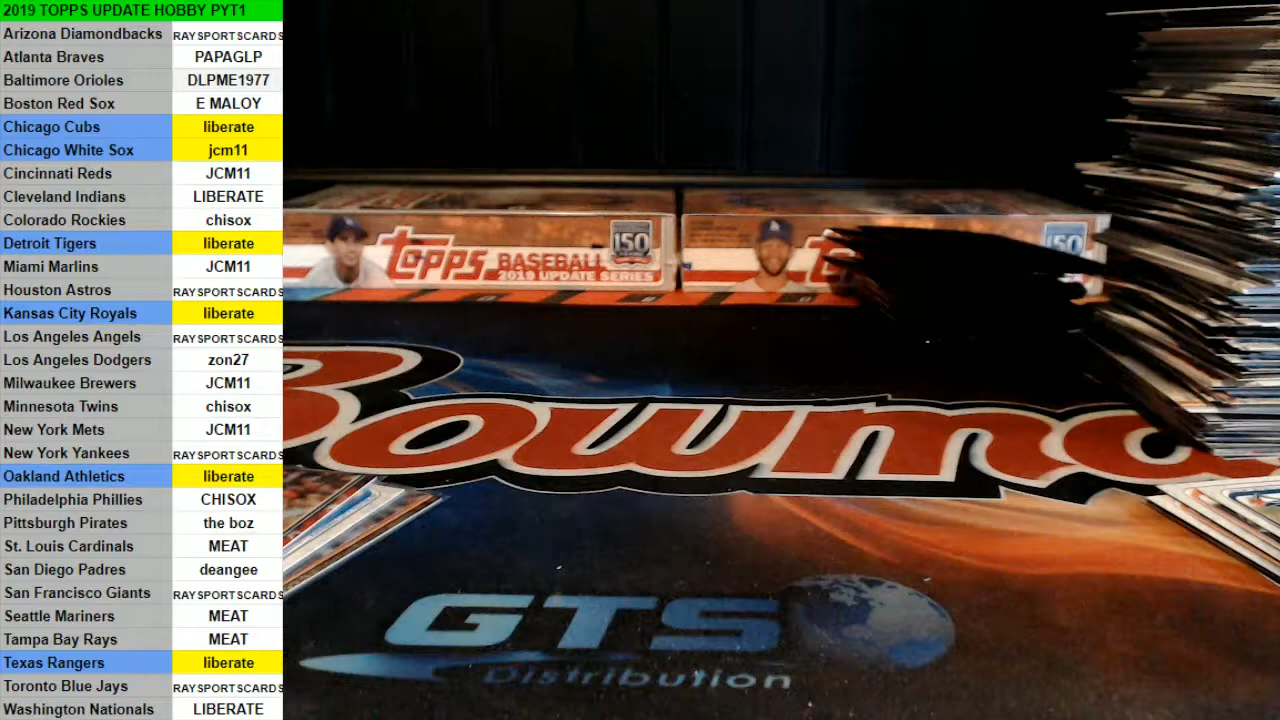 2019 TOPPS UPDATE HOBBY PYT1
Arizona Diamondbacks RAYSPORTSCARDS
Atlanta Braves PAPAGLP
Baltimore Orioles DLPME1977
Boston Red Sox E MALOY
Chicago Cubs liberate
Chicago White Sox jcm11
Cincinnati Reds JCM11
Cleveland Indians LIBERATE
Colorado Rockies chisox
Detroit Tigers liberate
Miami Marlins JCM11
Houston Astros RAYSPORTSCARDS
Kansas City Royals liberate
Los Angeles Angels RAYSPORTSCARDS
Los Angeles Dodgers zon27
Milwaukee Brewers JCM11
Minnesota Twins chisox
New York Mets JCM11
New York Yankees RAYSPORTSCARDS
Oakland Athletics liberate
Philadelphia Phillies CHISOX
Pittsburgh Pirates the boz
St. Louis Cardinals MEAT
San Diego Padres deangee
San Francisco Giants RAYSPORTSCARDS
Seattle Mariners MEAT
Tampa Bay Rays MEAT
Texas Rangers liberate
Toronto Blue Jays RAYSPORTSCARDS
Washington Nationals LIBERATE
Topps BASEBALL
2019 UPDATE SERIES
150
150
Bowma
GTS
Distribution